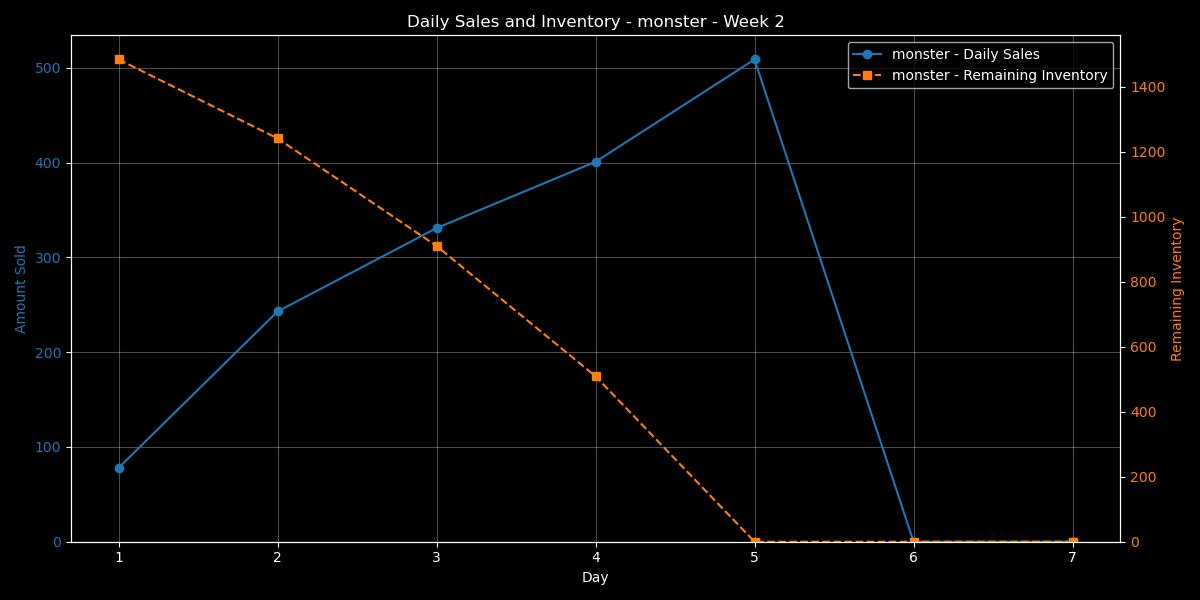 Daily Sales and Inventory - monster - Week 2
monster - Daily Sales
monster - Remaining Inventory
Amount Sold
500
400
300
200
100
0
1400
1200
1000
800
600
400
200
0
Remaining Inventory
1 2 3 4 5 6 7
Day